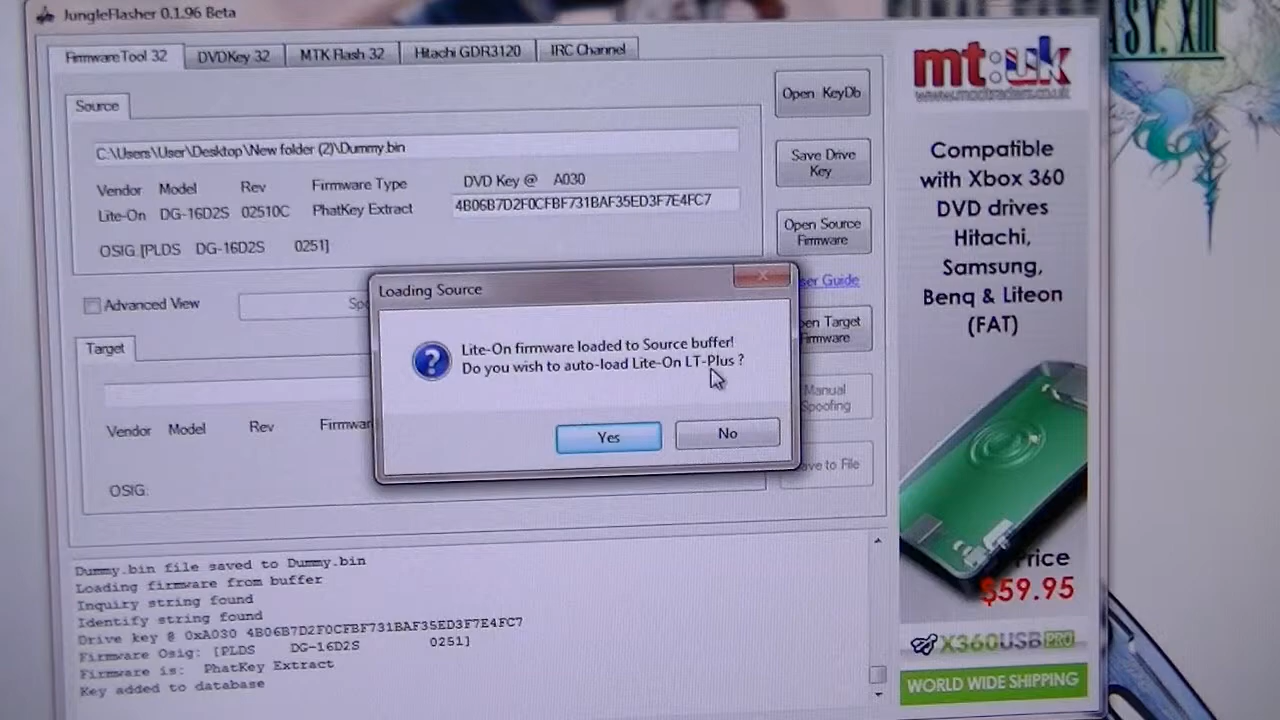 JungleFlasher 0.1.96 Beta
FirmwareTool 32
DVDKey 32
MTK Flash 32
Hitachi GDR3120
IRC Channel
Source
C:\Users\User\Desktop\New folder (2)\Dummy.bin
Vendor Model Rev Firmware Type DVD Key @ A030
Lite-On DG-16D2S 02510C PhatKey Extract 4B06B7D2F0CFBF731BAF35ED3F7E4FC7
OSIG [PLDS DG-16D2S 0251]
Advanced View
Target
Vendor Model Rev
OSIG:
Open KeyDb
Save Drive
Key
Open Source
Firmware
Guide
Target
Manual
Spoofing
to File
Loading Source
Lite-On firmware loaded to Source buffer!
Do you wish to auto-load Lite-On LT-Plus ?
Yes
No
Dummy.bin file saved to Dummy.bin
Loading firmware from buffer
Inquiry string found
Identify string found
Drive key @ 0xA030 4B06B7D2F0CFBF731BAF35ED3F7E4FC7
Firmware Osig: [PLDS DG-16D2S 0251]
Firmware is: PhatKey Extract
Key added to database
mt:uk
www.modtraders.co.uk
Compatible
with Xbox 360
DVD drives
Hitachi,
Samsung,
Benq & Liteon
(FAT)
Price
$59.95
X360USB PRO
WORLD WIDE SHIPPING
XIII